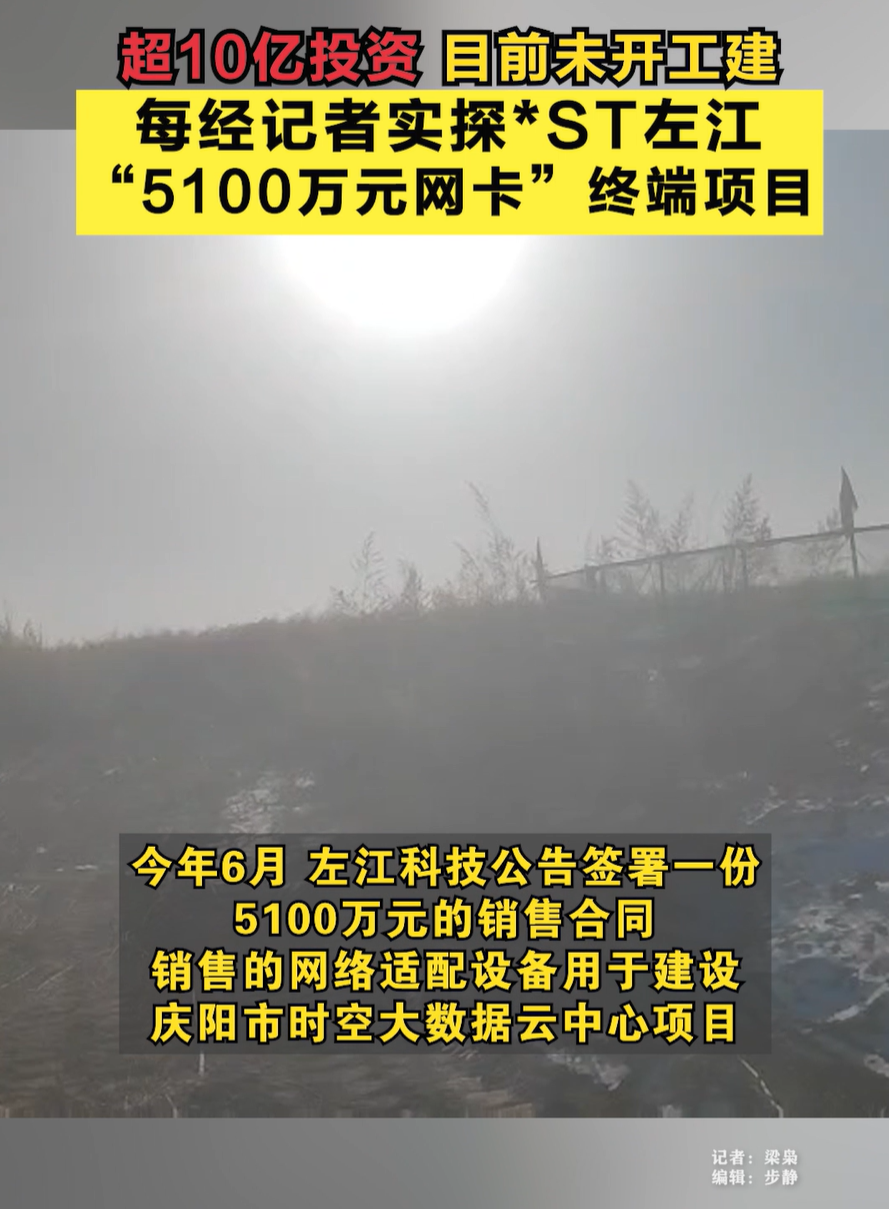 超10亿投资 目前未开工建
每经记者实探*ST左江
“5100万元网卡”终端项目
今年6月 左江科技公告签署一份
5100万元的销售合同
销售的网络适配设备用于建设
庆阳市时空大数据云中心项目
记者：梁枭
编辑：步静